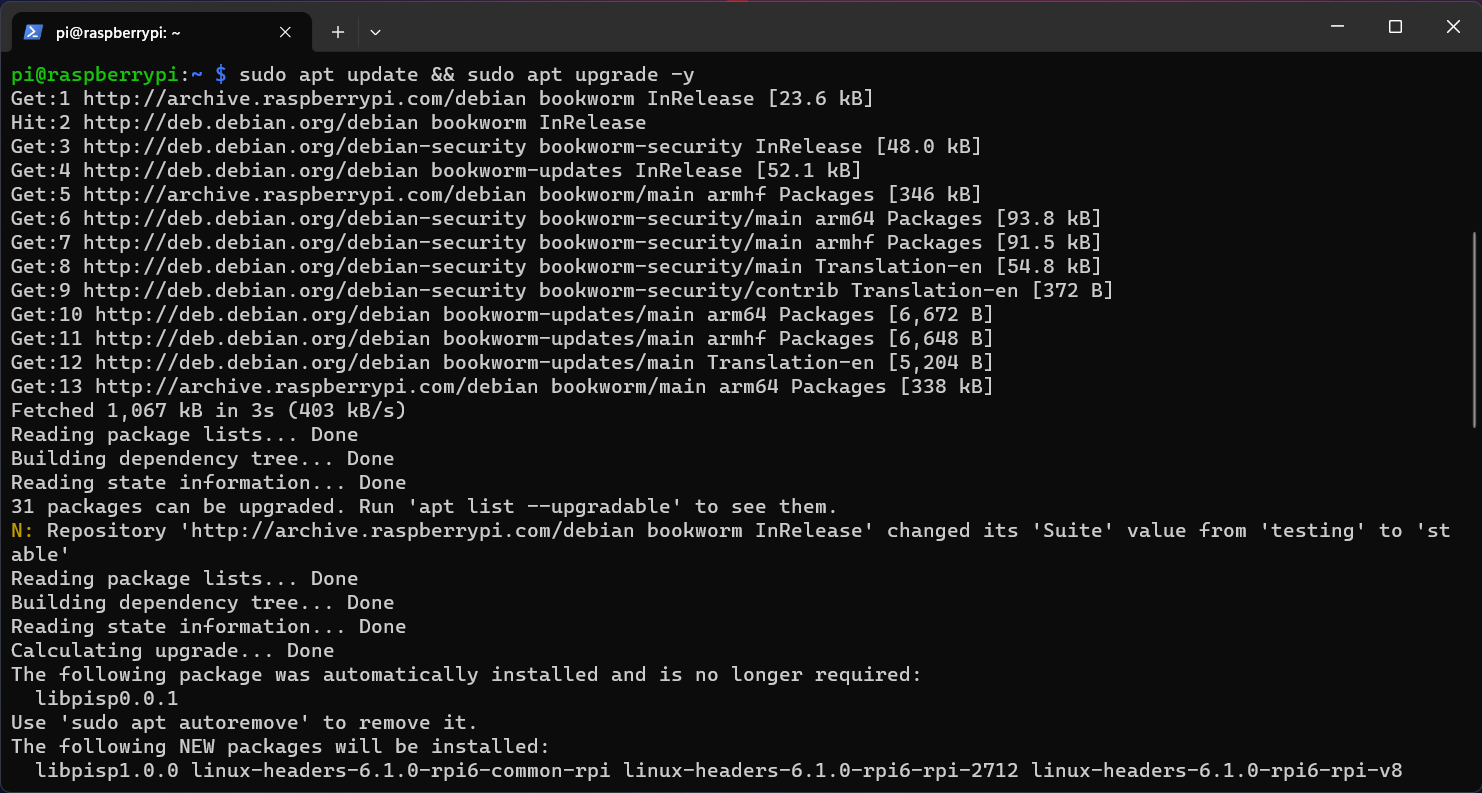 pi@raspberrypi: ~
pi@raspberrypi:~ $ sudo apt update && sudo apt upgrade -y
Get:1 http://archive.raspberrypi.com/debian bookworm InRelease [23.6 kB]
Hit:2 http://deb.debian.org/debian bookworm InRelease
Get:3 http://deb.debian.org/debian-security bookworm-security InRelease [48.0 kB]
Get:4 http://deb.debian.org/debian bookworm-updates InRelease [52.1 kB]
Get:5 http://archive.raspberrypi.com/debian bookworm/main armhf Packages [346 kB]
Get:6 http://deb.debian.org/debian-security bookworm-security/main arm64 Packages [93.8 kB]
Get:7 http://deb.debian.org/debian-security bookworm-security/main armhf Packages [91.5 kB]
Get:8 http://deb.debian.org/debian-security bookworm-security/main Translation-en [54.8 kB]
Get:9 http://deb.debian.org/debian-security bookworm-security/contrib Translation-en [372 B]
Get:10 http://deb.debian.org/debian bookworm-updates/main arm64 Packages [6,672 B]
Get:11 http://deb.debian.org/debian bookworm-updates/main armhf Packages [6,648 B]
Get:12 http://deb.debian.org/debian bookworm-updates/main Translation-en [5,204 B]
Get:13 http://archive.raspberrypi.com/debian bookworm/main arm64 Packages [338 kB]
Fetched 1,067 kB in 3s (403 kB/s)
Reading package lists... Done
Building dependency tree... Done
Reading state information... Done
31 packages can be upgraded. Run 'apt list --upgradable' to see them.
N: Repository 'http://archive.raspberrypi.com/debian bookworm InRelease' changed its 'Suite' value from 'testing' to 'st
able'
Reading package lists... Done
Building dependency tree... Done
Reading state information... Done
Calculating upgrade... Done
The following package was automatically installed and is no longer required:
  libpisp0.0.1
Use 'sudo apt autoremove' to remove it.
The following NEW packages will be installed:
  libpisp1.0.0 linux-headers-6.1.0-rpi6-common-rpi linux-headers-6.1.0-rpi6-rpi-2712 linux-headers-6.1.0-rpi6-rpi-v8